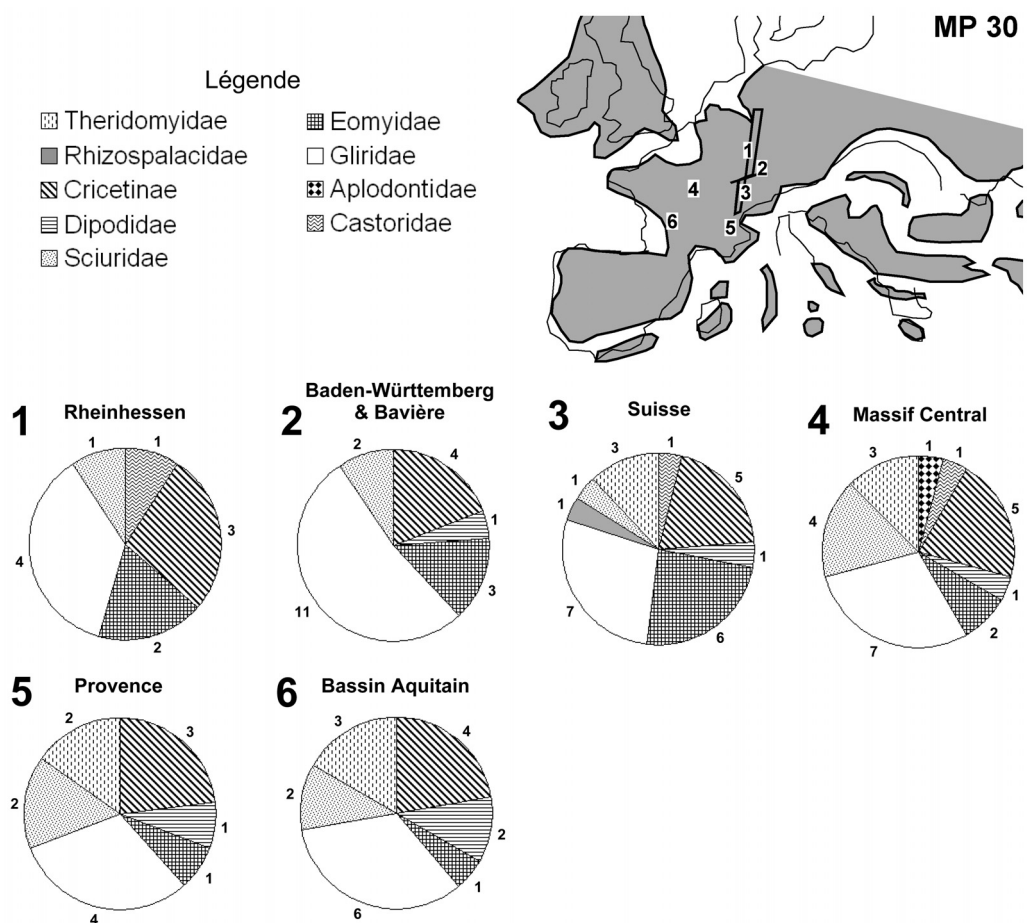 MP 30
Légende
Theridomyidae
Rhizospalacidae
Cricetinae
Dipodidae
Sciuridae
Eomyidae
Gliridae
Aplodontidae
Castoridae
1
2
3
4
5
6
1 Rheinhessen
1
1
3
2
4
2 Baden-Württemberg
& Bavière
2
4
1
3
11
3 Suisse
3
1
5
1
6
7
1
1
4 Massif Central
3
1
1
5
1
2
7
4
5 Provence
2
3
1
1
4
2
6 Bassin Aquitain
3
4
2
1
6
2